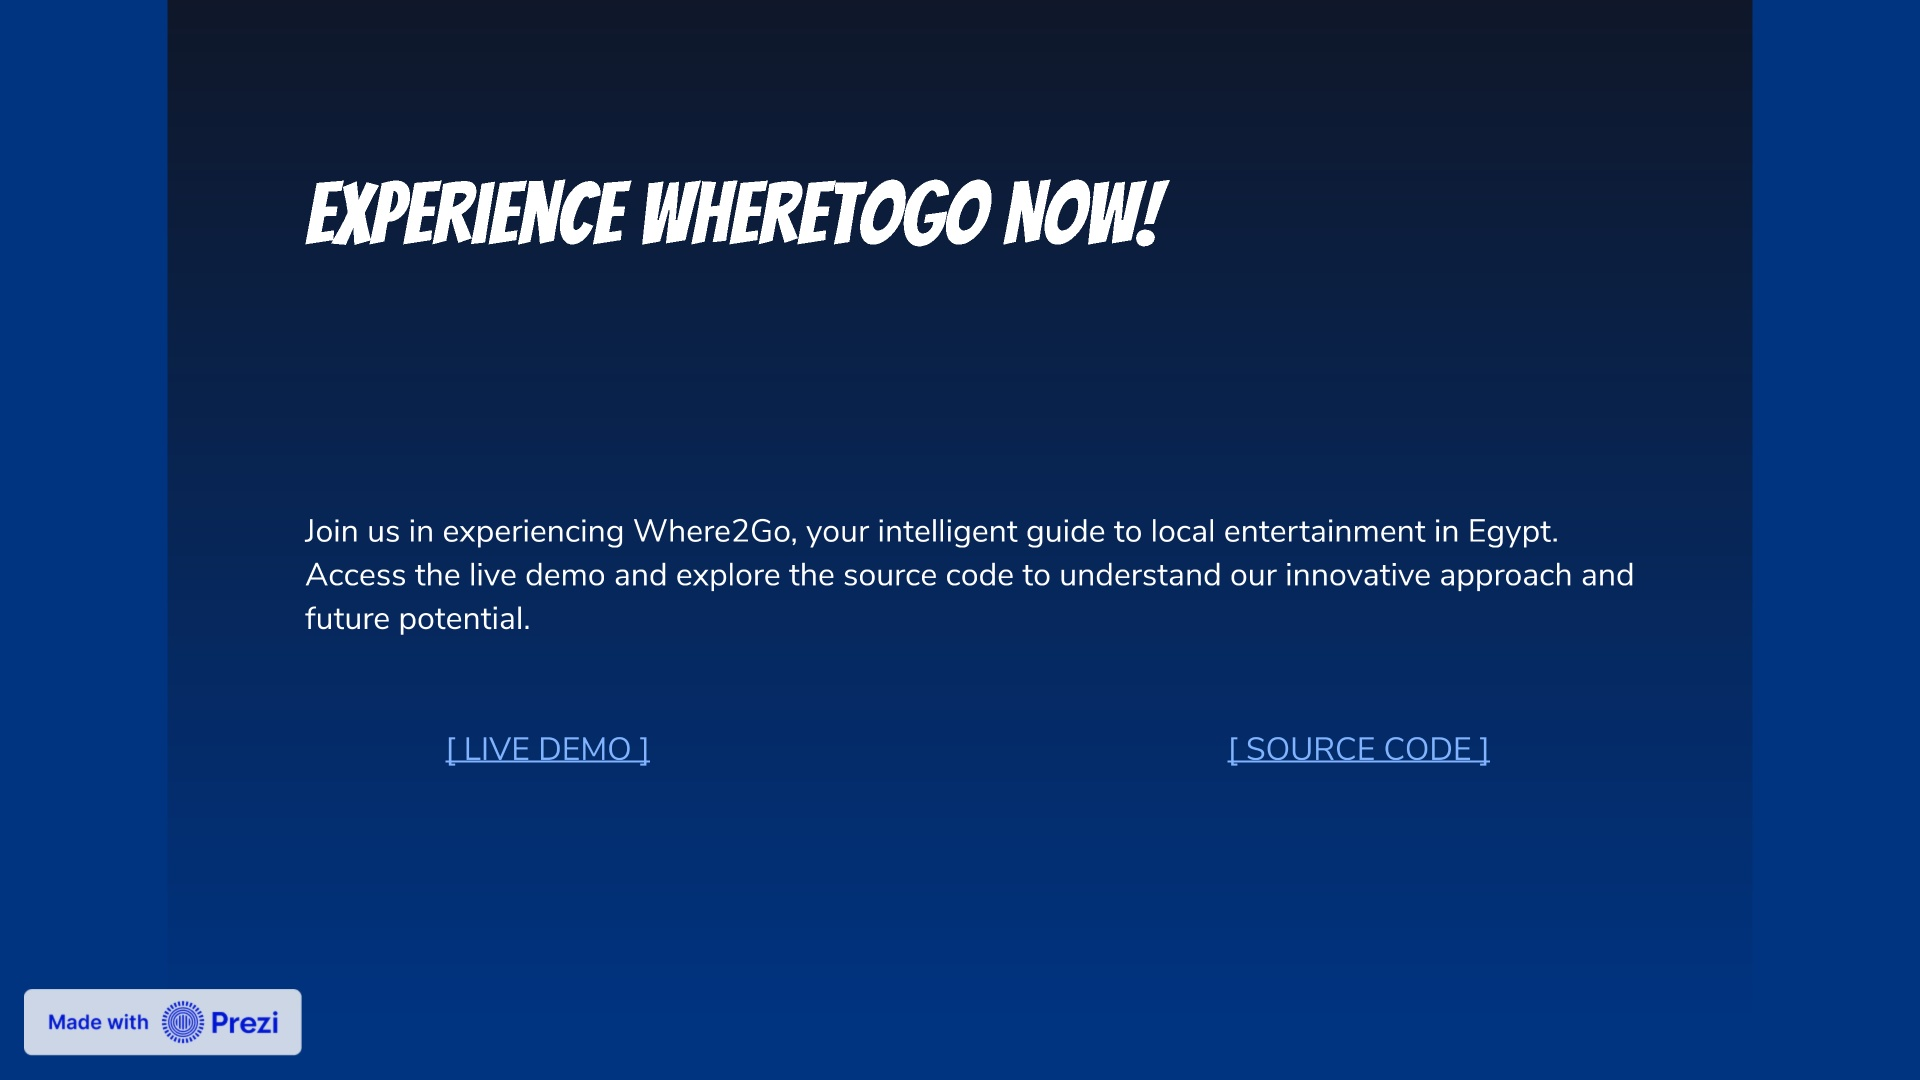 EXPERIENCE WHERETOGO NOW!
Join us in experiencing Where2Go, your intelligent guide to local entertainment in Egypt.
Access the live demo and explore the source code to understand our innovative approach and
future potential.
[ LIVE DEMO ]
[ SOURCE CODE ]
Made with Prezi